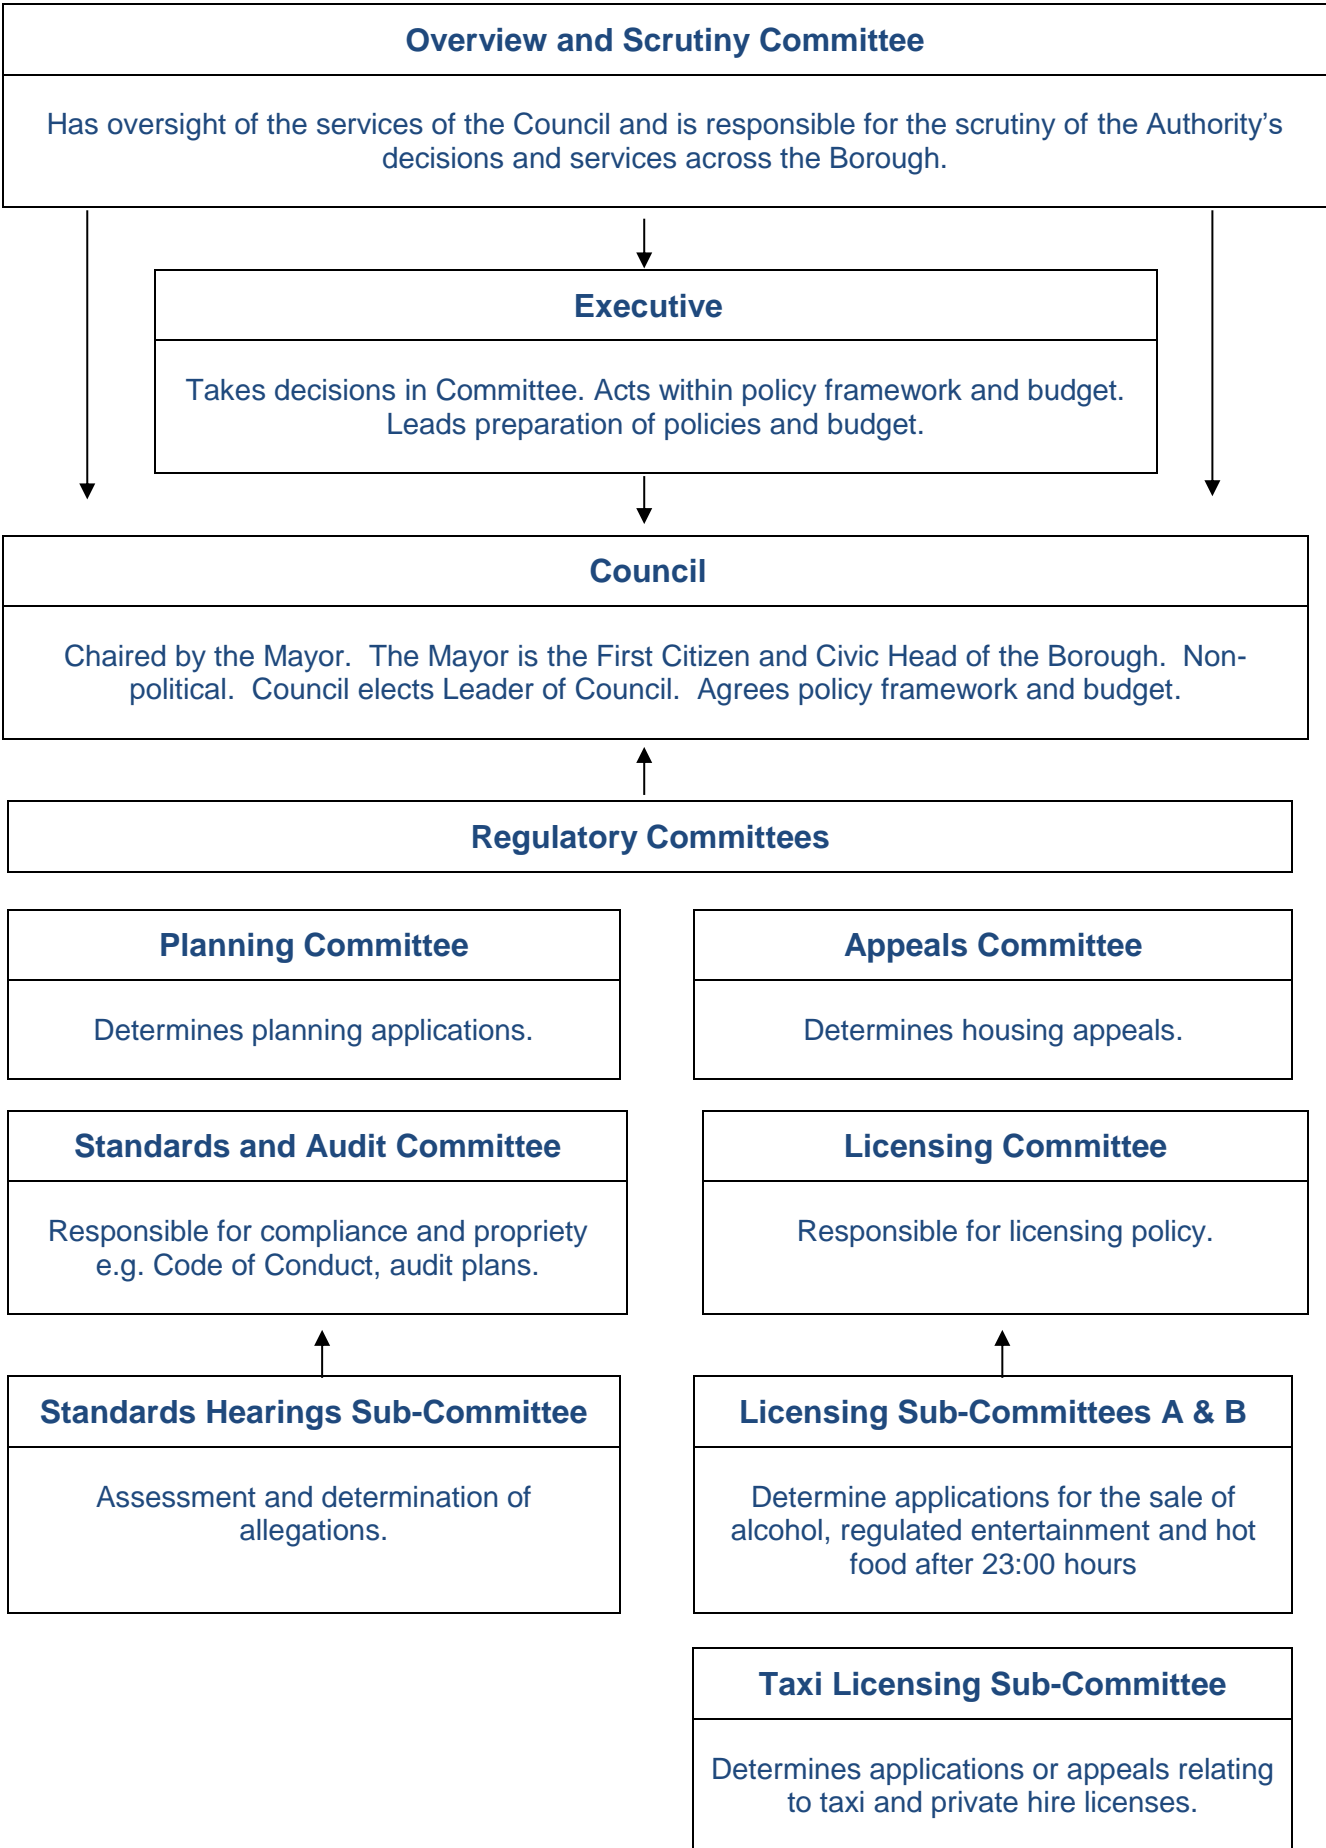 Overview and Scrutiny Committee
Has oversight of the services of the Council and is responsible for the scrutiny of the Authority’s
decisions and services across the Borough.
Executive
Takes decisions in Committee. Acts within policy framework and budget.
Leads preparation of policies and budget.
Council
Chaired by the Mayor.  The Mayor is the First Citizen and Civic Head of the Borough.  Non-
political.  Council elects Leader of Council.  Agrees policy framework and budget.
Regulatory Committees
Planning Committee
Determines planning applications.
Appeals Committee
Determines housing appeals.
Standards and Audit Committee
Responsible for compliance and propriety
e.g. Code of Conduct, audit plans.
Licensing Committee
Responsible for licensing policy.
Standards Hearings Sub-Committee
Assessment and determination of
allegations.
Licensing Sub-Committees A & B
Determine applications for the sale of
alcohol, regulated entertainment and hot
food after 23:00 hours
Taxi Licensing Sub-Committee
Determines applications or appeals relating
to taxi and private hire licenses.